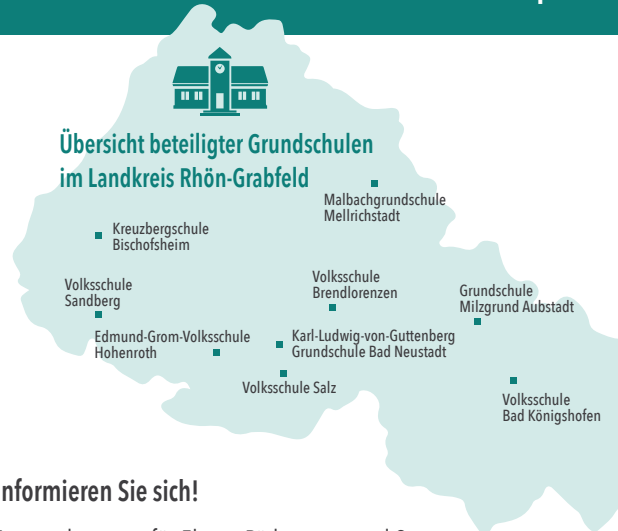 Übersicht beteiligter Grundschulen
im Landkreis Rhön-Grabfeld
Malbachgrundschule
Mellrichstadt
Kreuzbergschule
Bischofsheim
Volksschule
Sandberg
Volksschule
Brendlorenzen
Grundschule
Milzgrund Aubstadt
Edmund-Grom-Volksschule
Hohenroth
Karl-Ludwig-von-Guttenberg
Grundschule Bad Neustadt
Volksschule Salz
Volksschule
Bad Königshofen
nformieren Sie sich!